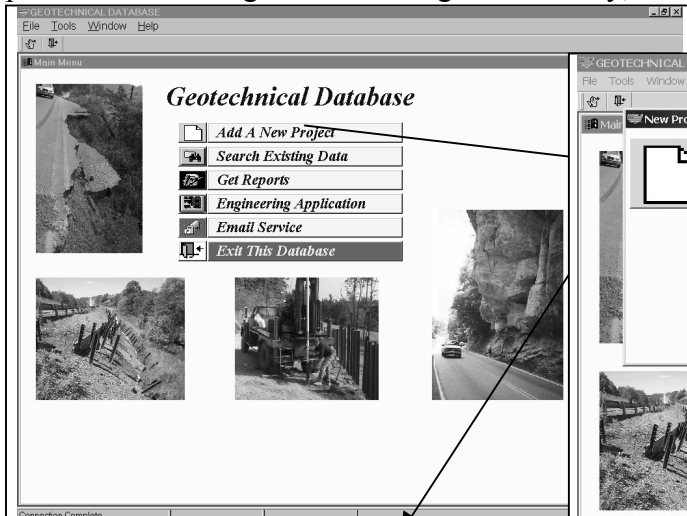 GEOTECHNICAL DATABASE
File Tools Window Help
Main Menu
Geotechnical Database
Add A New Project
Search Existing Data
Get Reports
Engineering Application
Email Service
Exit This Database
Connection Complete
GEOTECHNICAL
File Tools Window
Main
New Pro